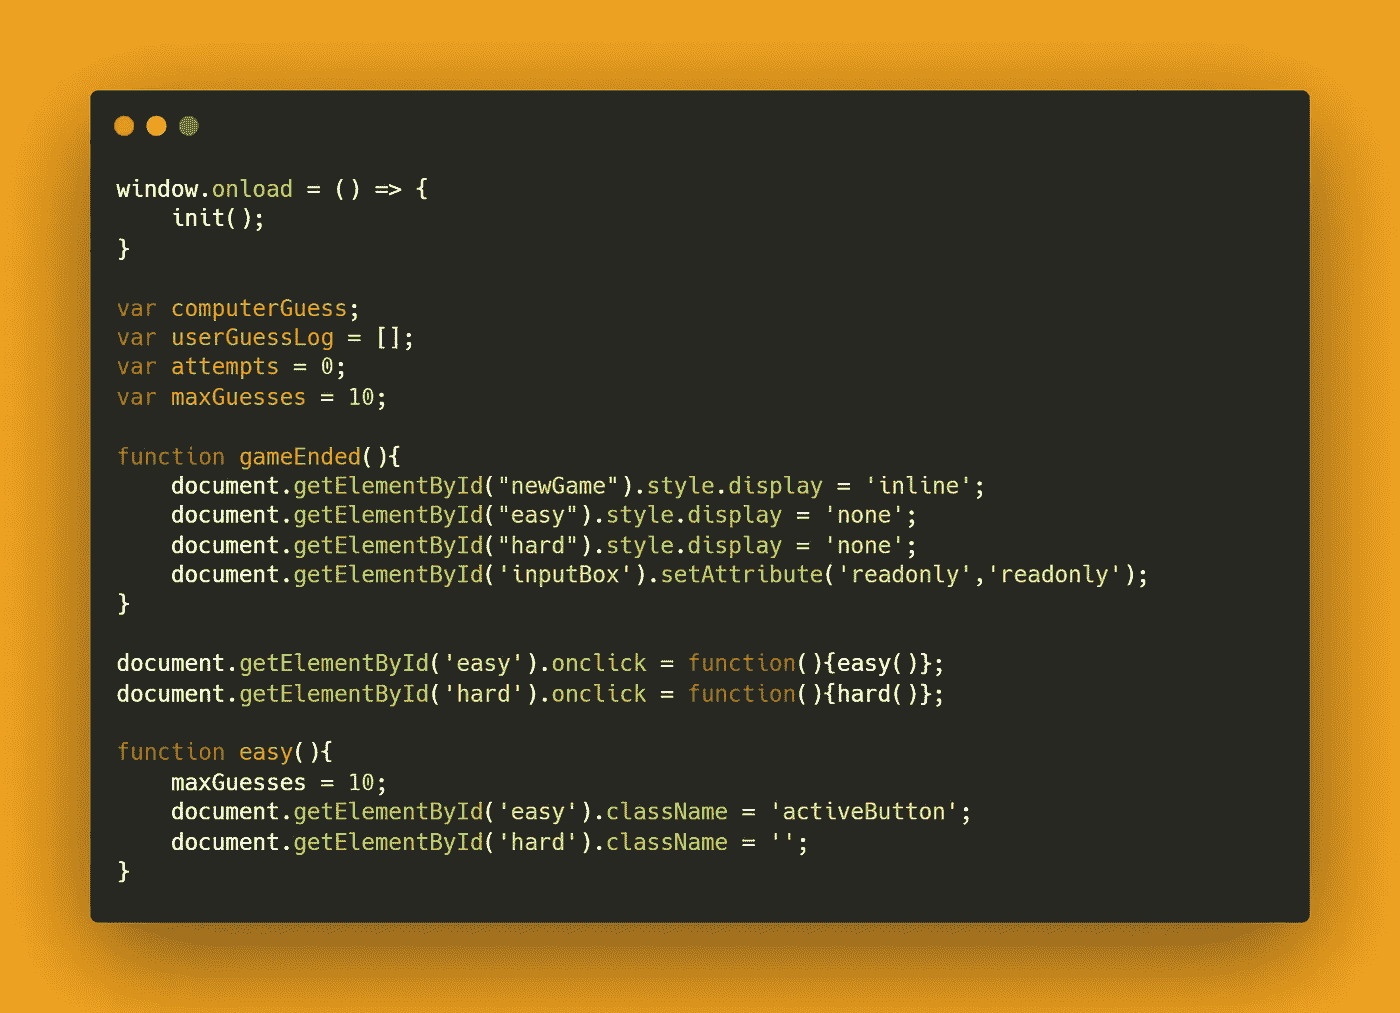 window.onload = () => {
    init();
}

var computerGuess;
var userGuessLog = [];
var attempts = 0;
var maxGuesses = 10;

function gameEnded(){
    document.getElementById("newGame").style.display = 'inline';
    document.getElementById("easy").style.display = 'none';
    document.getElementById("hard").style.display = 'none';
    document.getElementById('inputBox').setAttribute('readonly','readonly');
}

document.getElementById('easy').onclick = function(){easy()};
document.getElementById('hard').onclick = function(){hard()};

function easy(){
    maxGuesses = 10;
    document.getElementById('easy').className = 'activeButton';
    document.getElementById('hard').className = '';
}